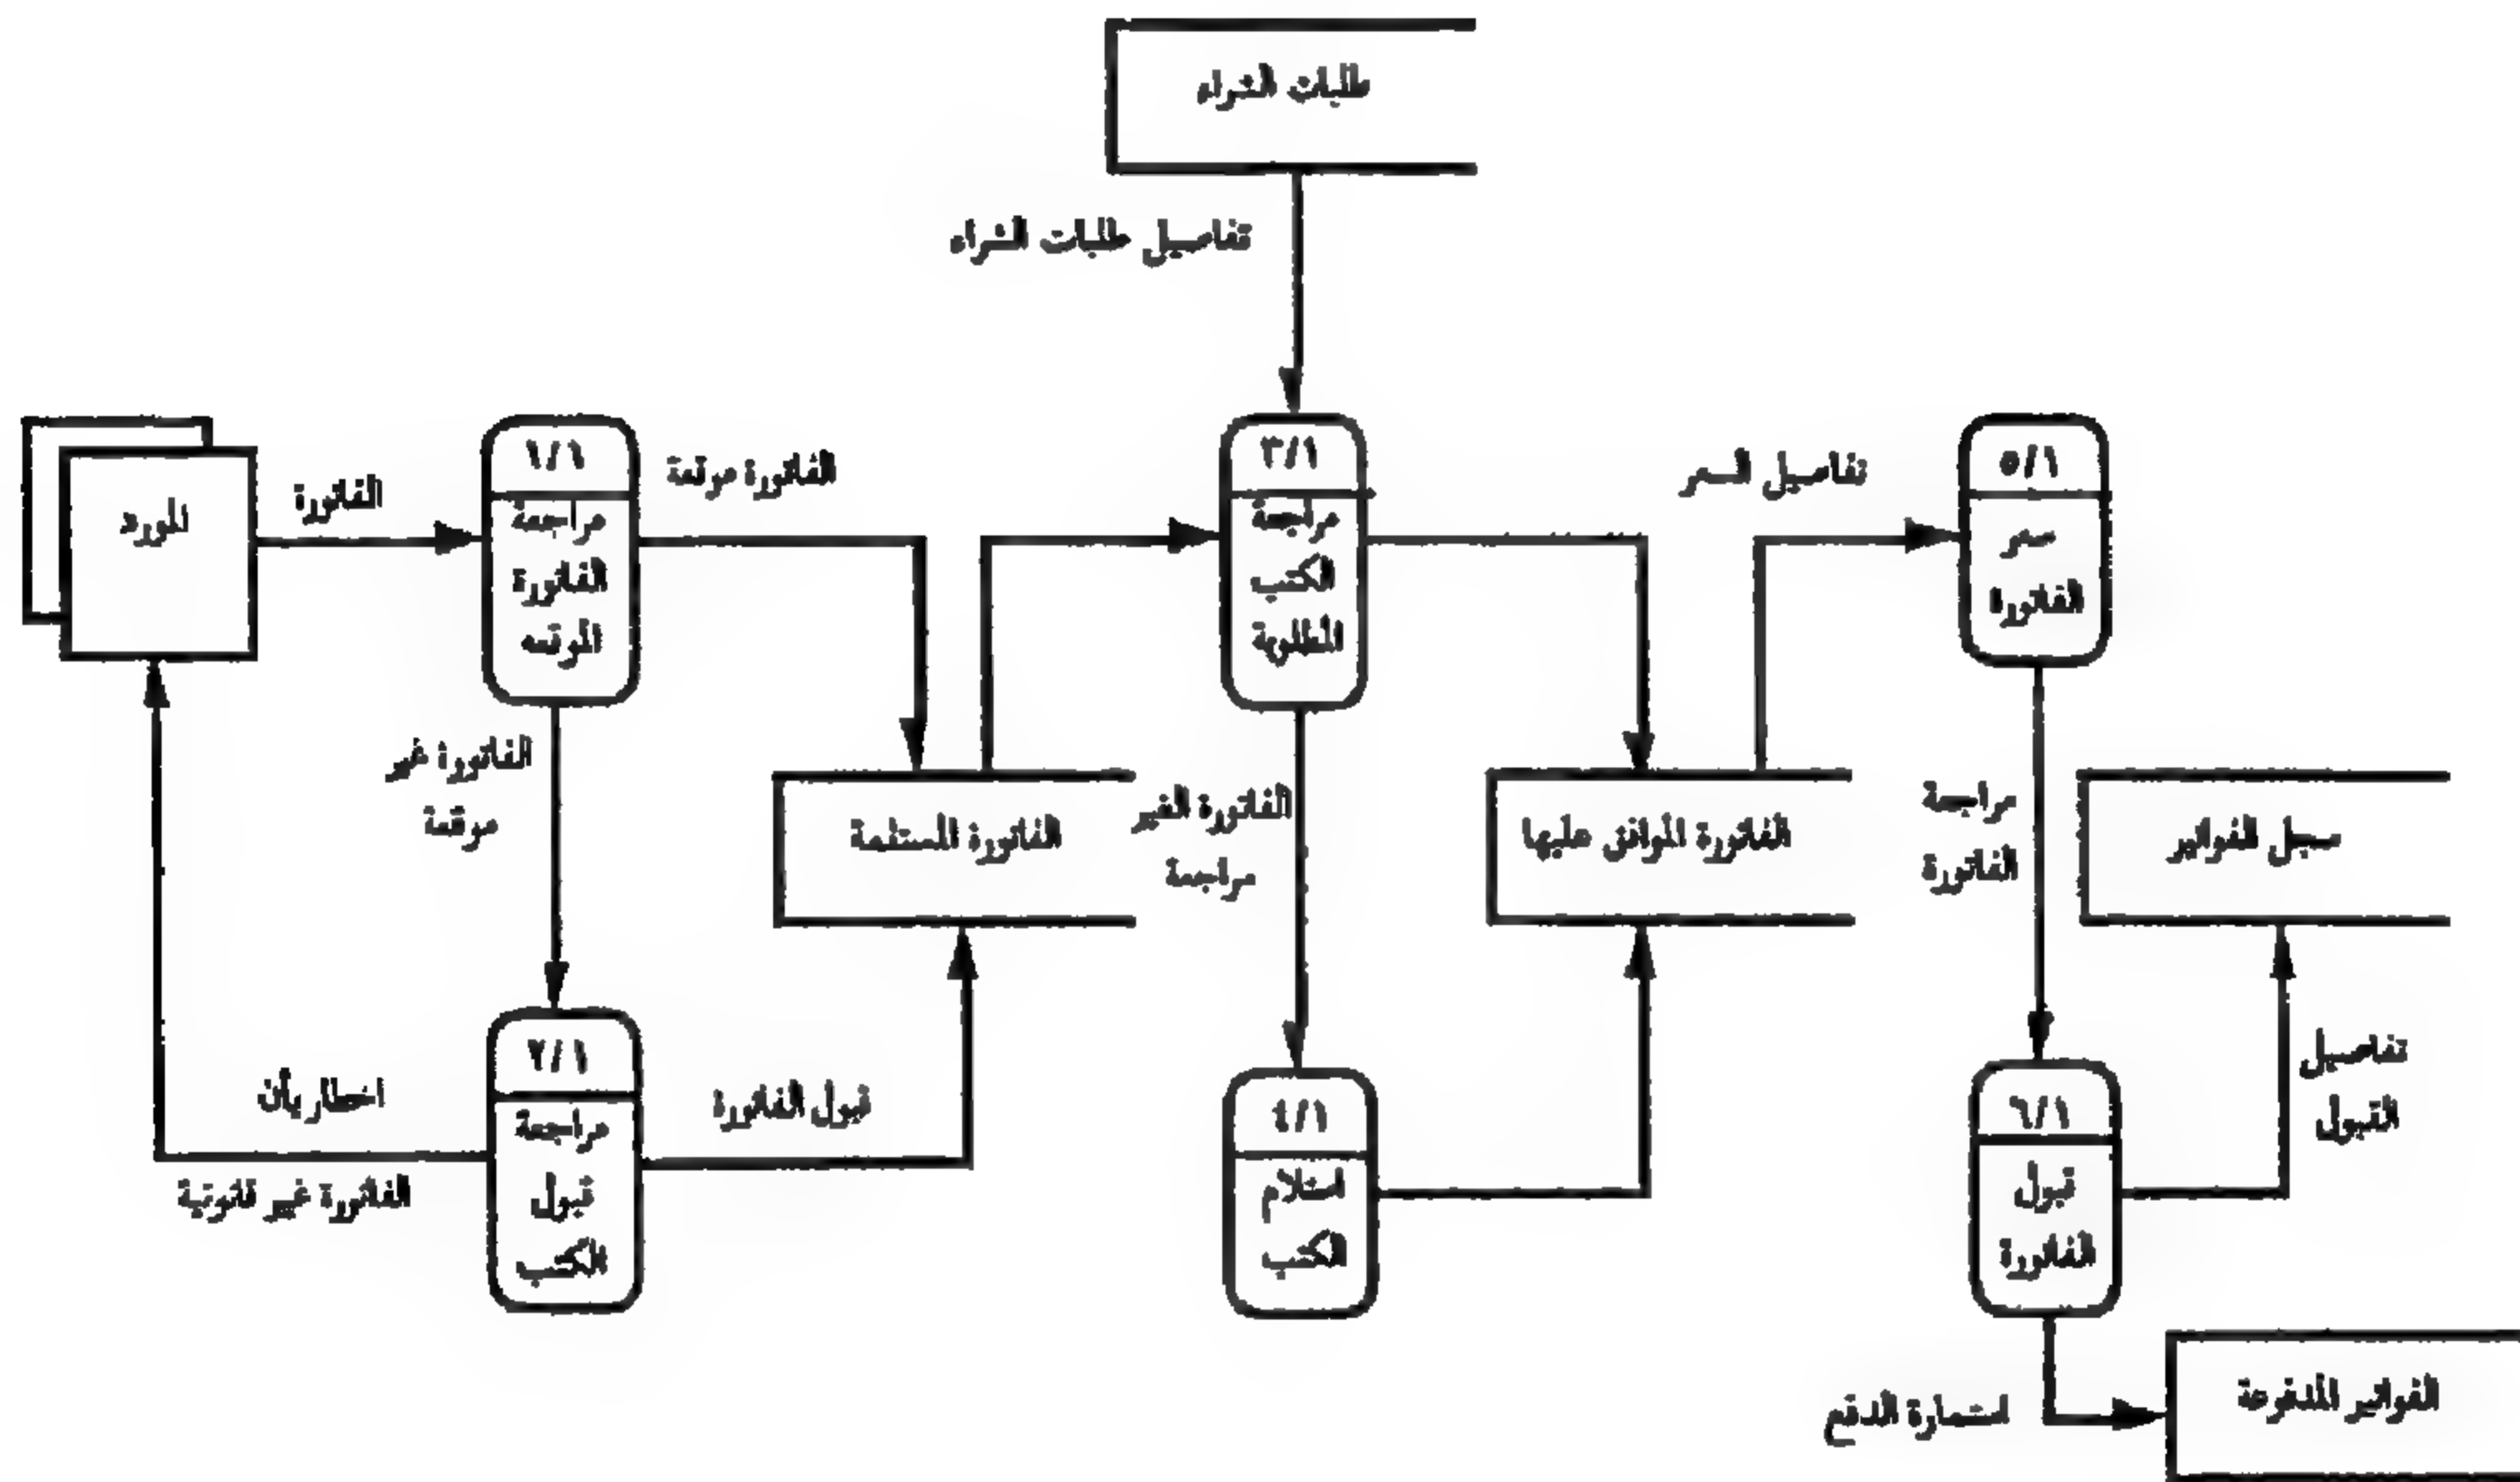 طلبات الشراء
تفاصيل طلبات الشراء
المورد
الفاتورة
١/١
مراجعة
الفاتورة
الموقعه
الفاتورة موقعة
٣/١
مراجعة
الكتب
المطلوبة
تفاصيل السعر
٥/١
سعر
الفاتورة
الفاتورة غير
موقعة
الفاتورة المستلمة
الفاتورة الغير
مراجعة
الفاتورة الموافق عليها
مراجعة
الفاتورة
سجل الفواتير
اخطار بأن
الفاتورة غير قانونية
٢/١
مراجعة
قبول
الكتب
قبول الفاتورة
٤/١
استلام
الكتب
٦/١
قبول
الفاتورة
تفاصيل
القبول
استمارة الدفع
الفواتير المدفوعة